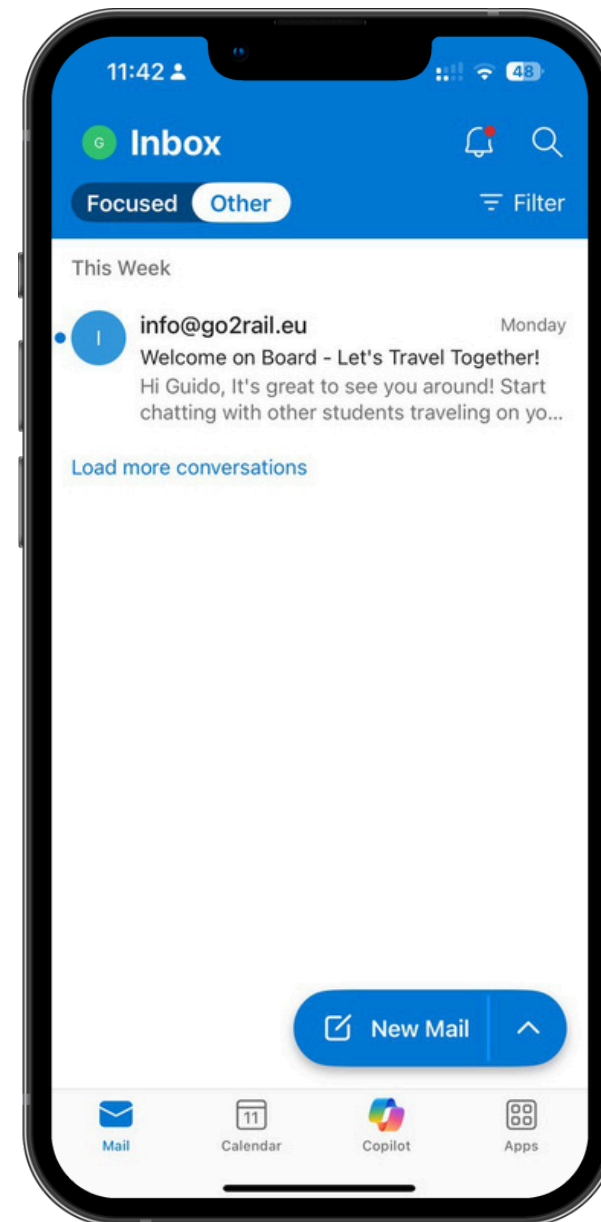 11:42
48
G
Inbox
Focused Other
Filter
This Week
I
info@go2rail.eu
Monday
Welcome on Board - Let's Travel Together!
Hi Guido, It's great to see you around! Start
chatting with other students traveling on yo...
Load more conversations
New Mail
11
Mail
Calendar
Copilot
Apps